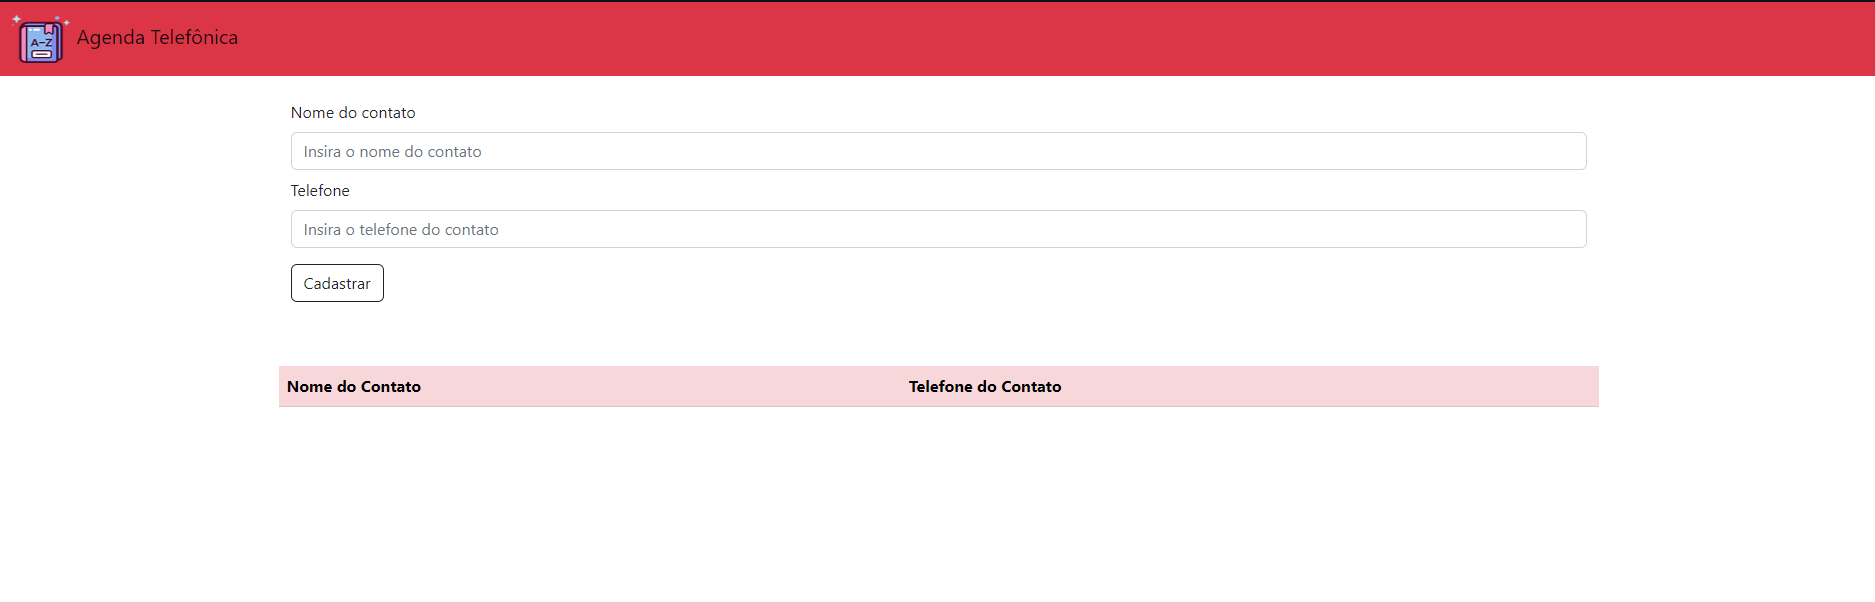 A-Z
Agenda Telefônica
Nome do contato
Insira o nome do contato
Telefone
Insira o telefone do contato
Cadastrar
Nome do Contato Telefone do Contato